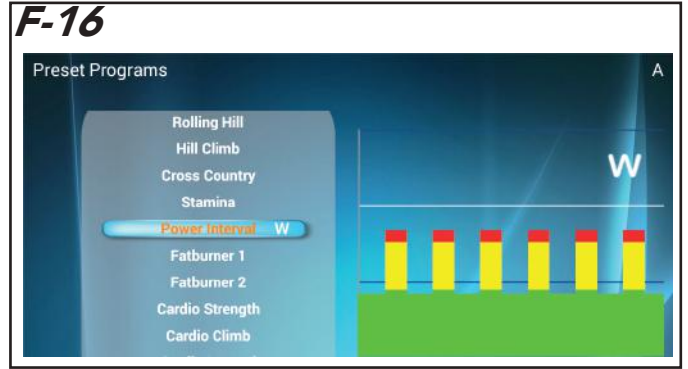 F-16
Preset Programs
A
Rolling Hill
Hill Climb
Cross Country
Stamina
Power Interval W
Fatburner 1
Fatburner 2
Cardio Strength
Cardio Climb
W